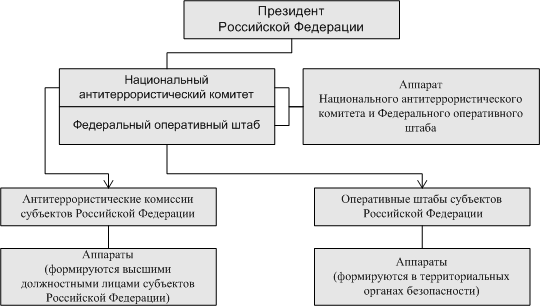 Президент
Российской Федерации
Национальный
антитеррористический комитет
Федеральный оперативный штаб
Аппарат
Национального антитеррористического
комитета и Федерального оперативного
штаба
Антитеррористические комиссии
субъектов Российской Федерации
Оперативные штабы субъектов
Российской Федерации
Аппараты
(формируются высшими
должностными лицами субъектов
Российской Федерации)
Аппараты
(формируются в территориальных
органах безопасности)